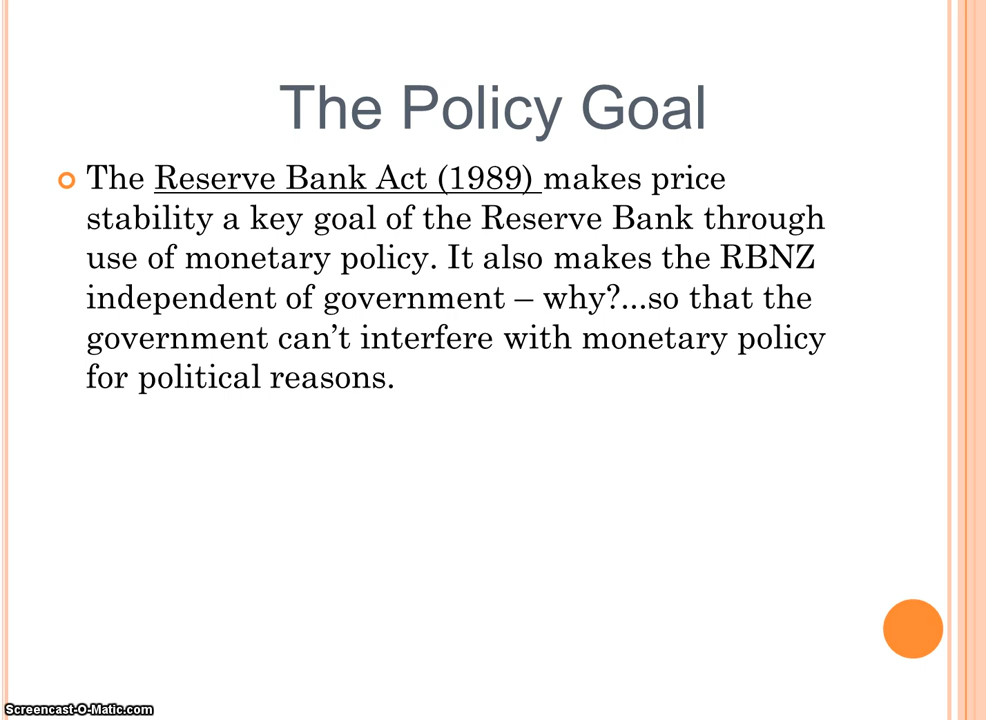 The Policy Goal
The Reserve Bank Act (1989) makes price
stability a key goal of the Reserve Bank through
use of monetary policy. It also makes the RBNZ
independent of government – why?...so that the
government can’t interfere with monetary policy
for political reasons.
Screencast-O-Matic.com